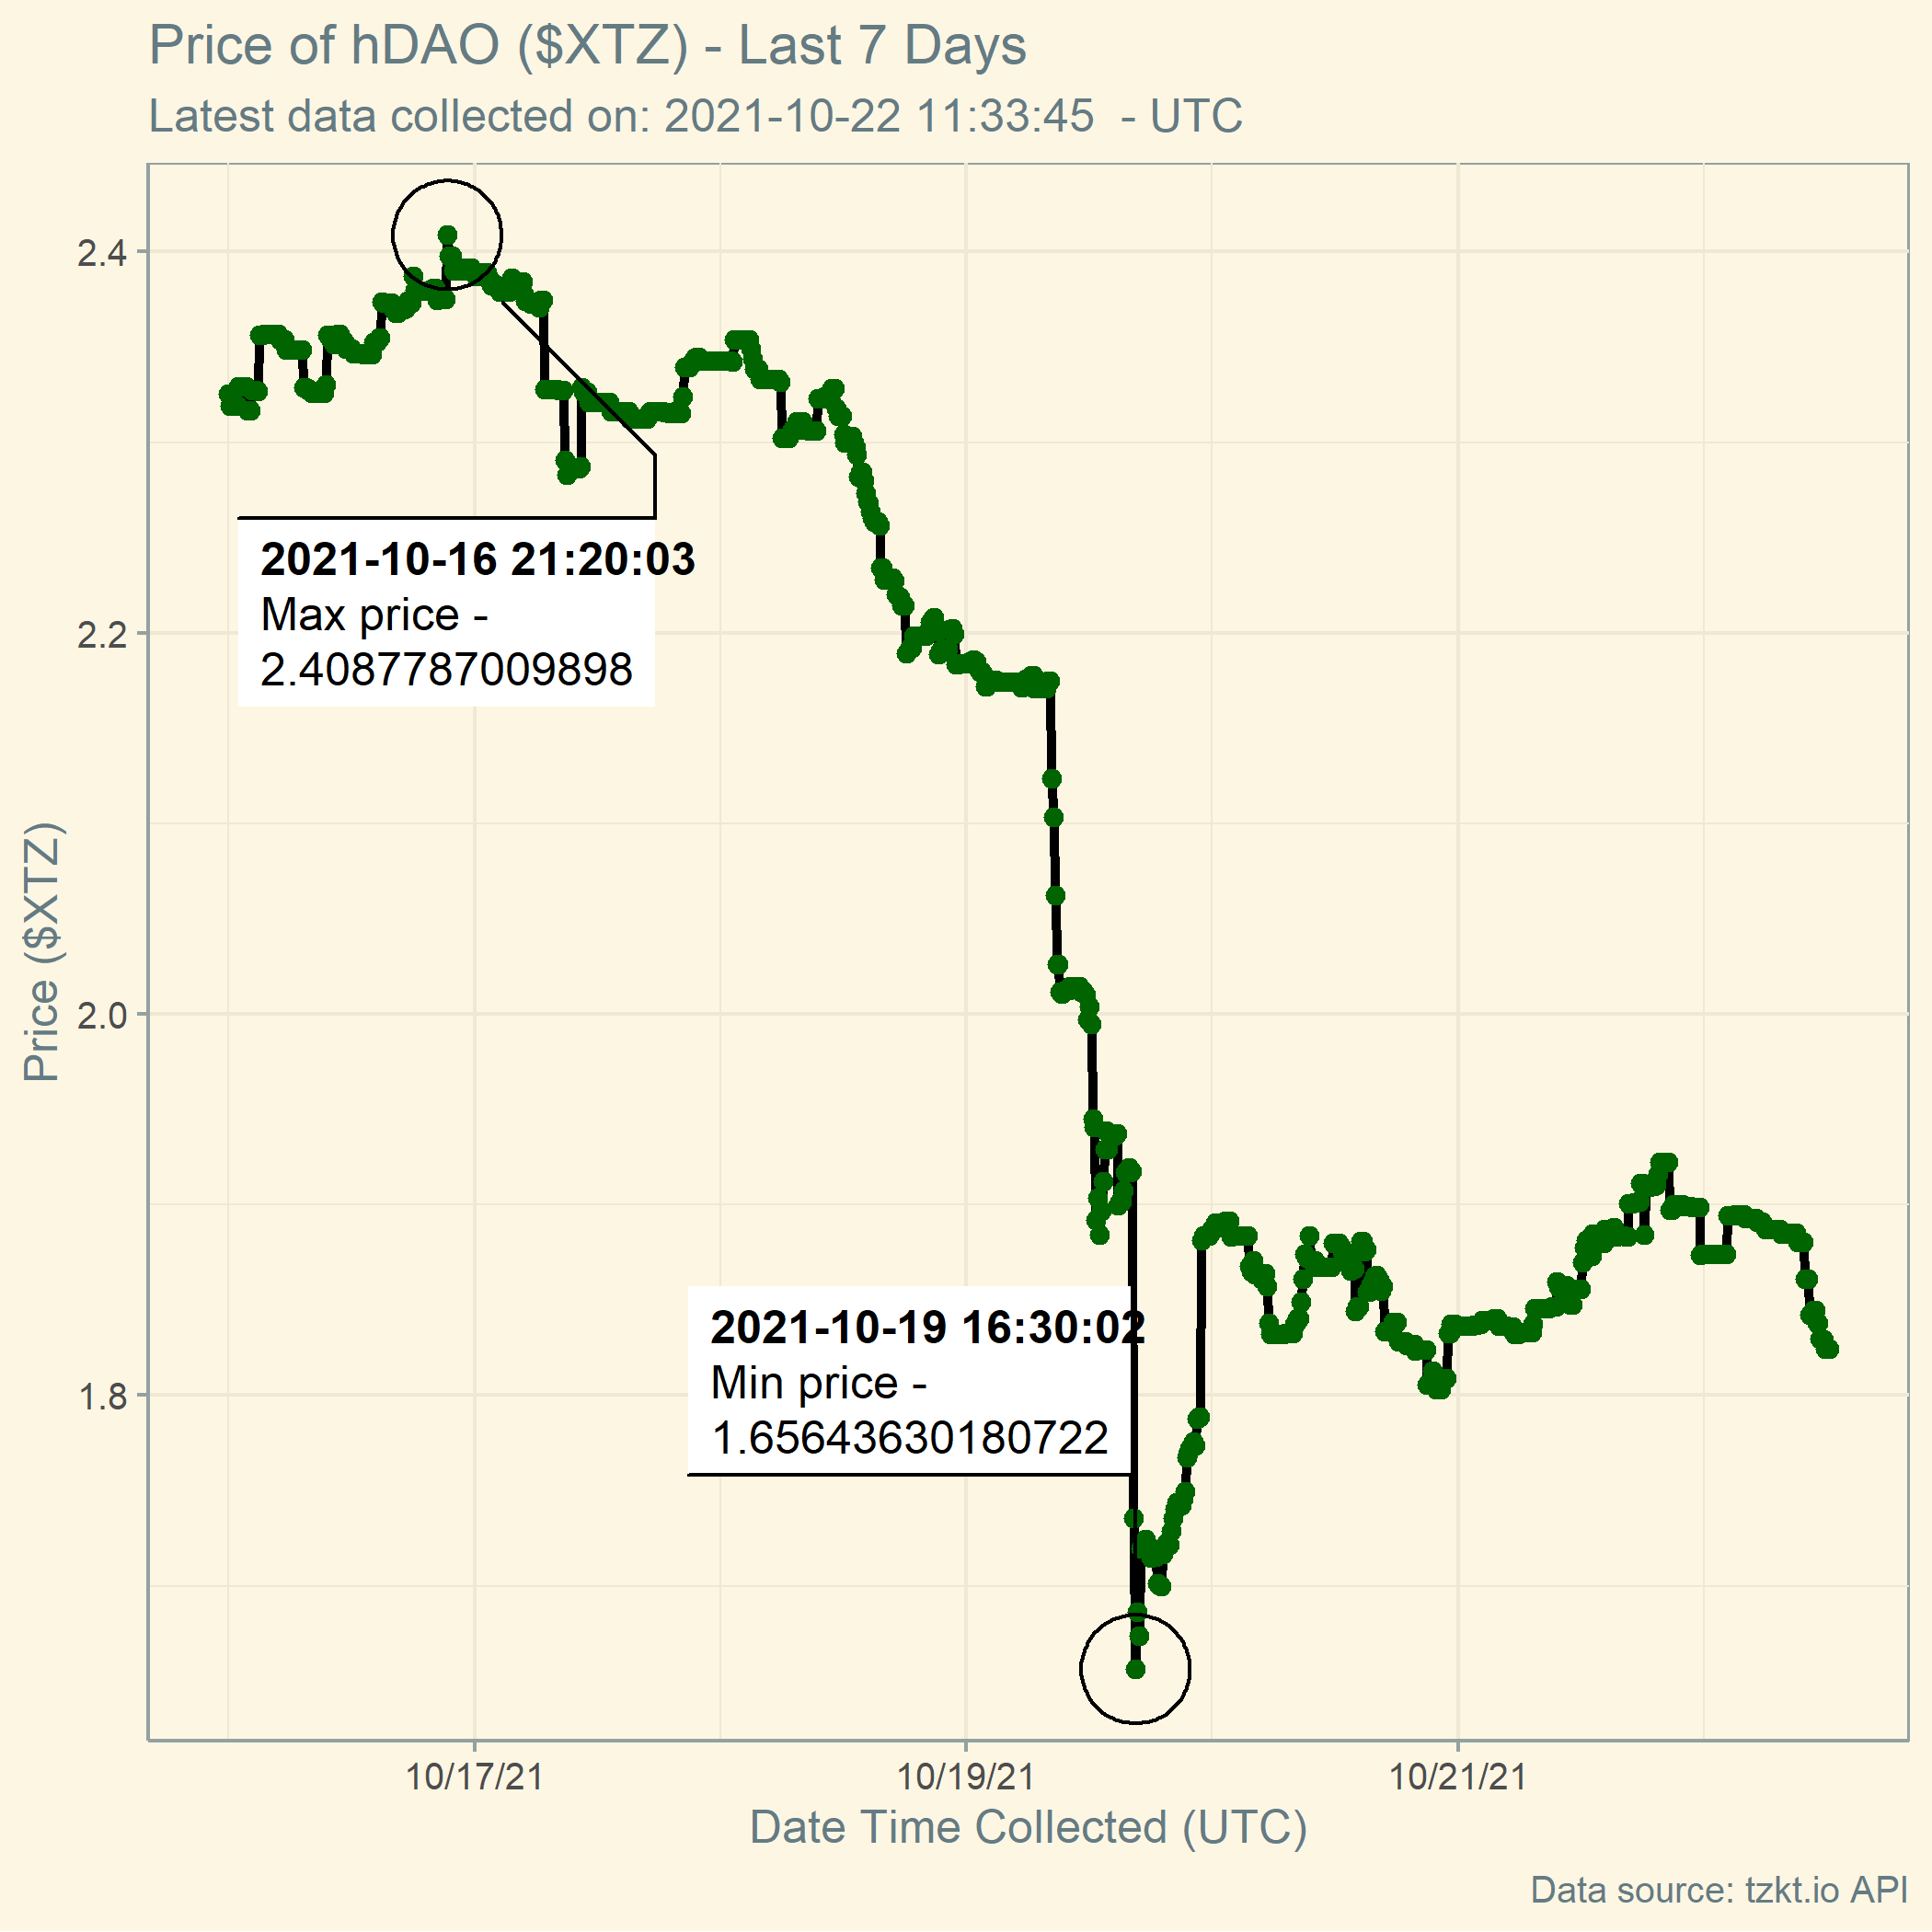 Price of hDAO ($XTZ) - Last 7 Days
Latest data collected on: 2021-10-22 11:33:45  - UTC
2.4
2021-10-16 21:20:03
Max price -
2.4087787009898
2.2
Price ($XTZ)
2.0
2021-10-19 16:30:02
Min price -
1.65643630180722
1.8
10/17/21
10/19/21
10/21/21
Date Time Collected (UTC)
Data source: tzkt.io API